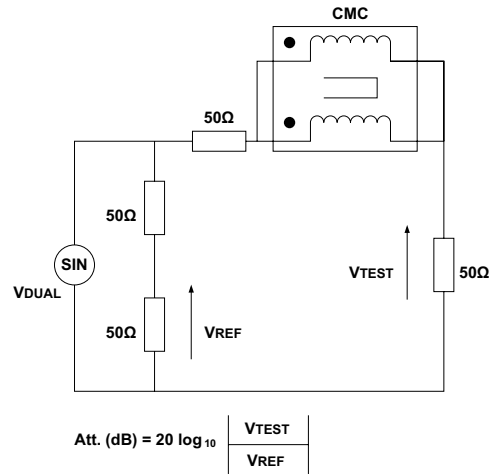 CMC
50Ω
50Ω
SIN
VDUAL
VTEST
50Ω
50Ω
VREF
Att. (dB) = 20 log10 VTEST
VREF